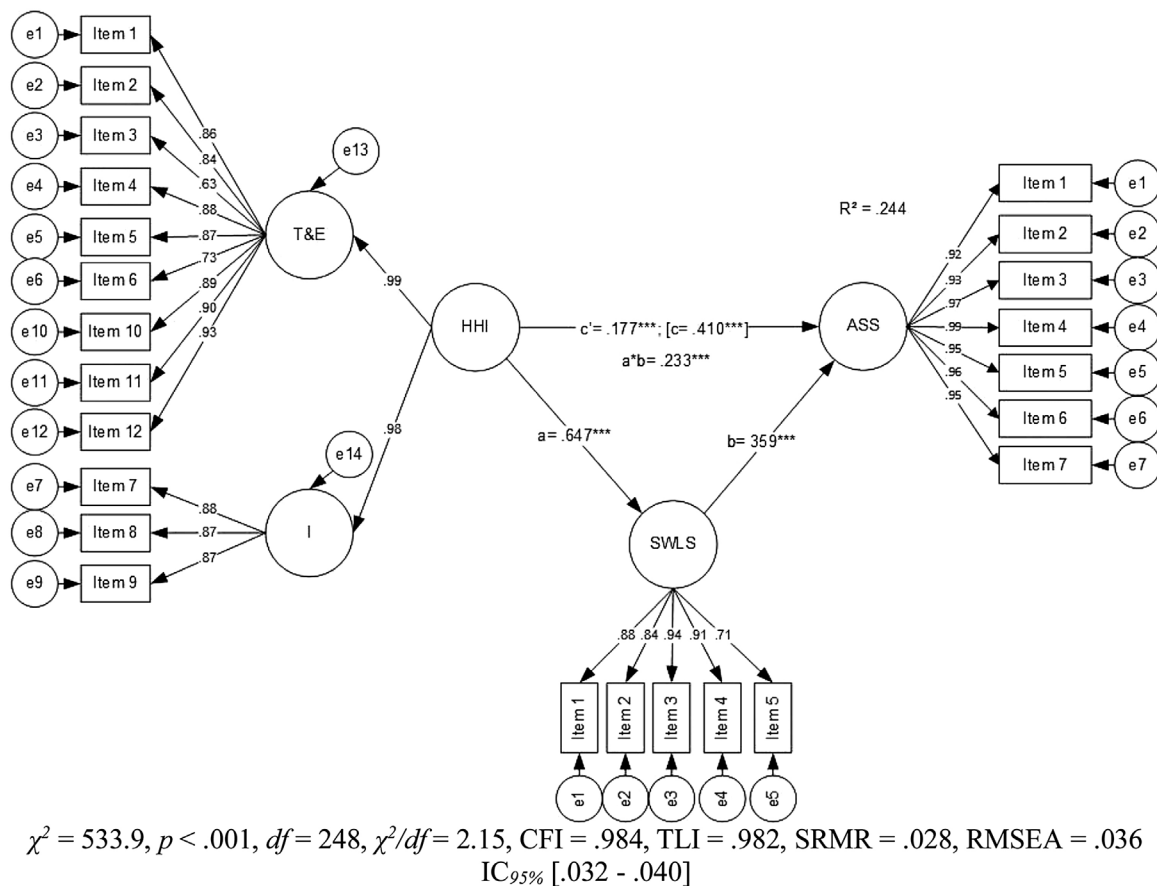 e1 Item 1
e2 Item 2
e3 Item 3
e4 Item 4
e5 Item 5
e6 Item 6
e10 Item 10
e11 Item 11
e12 Item 12
e7 Item 7
e8 Item 8
e9 Item 9
.86
.84
.63
.88
.87
.73
.89
.90
.93
.88
.87
.87
e13
T&E
e14
I
.99
.98
HHI
c'= .177***; [c= .410***]
a*b= .233***
a= .647***
b= 359***
R² = .244
ASS
.92
.93
.97
.99
.95
.96
.95
Item 1 e1
Item 2 e2
Item 3 e3
Item 4 e4
Item 5 e5
Item 6 e6
Item 7 e7
SWLS
.88 .84 .94 .91 .71
Item 1 Item 2 Item 3 Item 4 Item 5
e1 e2 e3 e4 e5
χ² = 533.9, p < .001, df = 248, χ²/df = 2.15, CFI = .984, TLI = .982, SRMR = .028, RMSEA = .036
IC95% [.032 - .040]